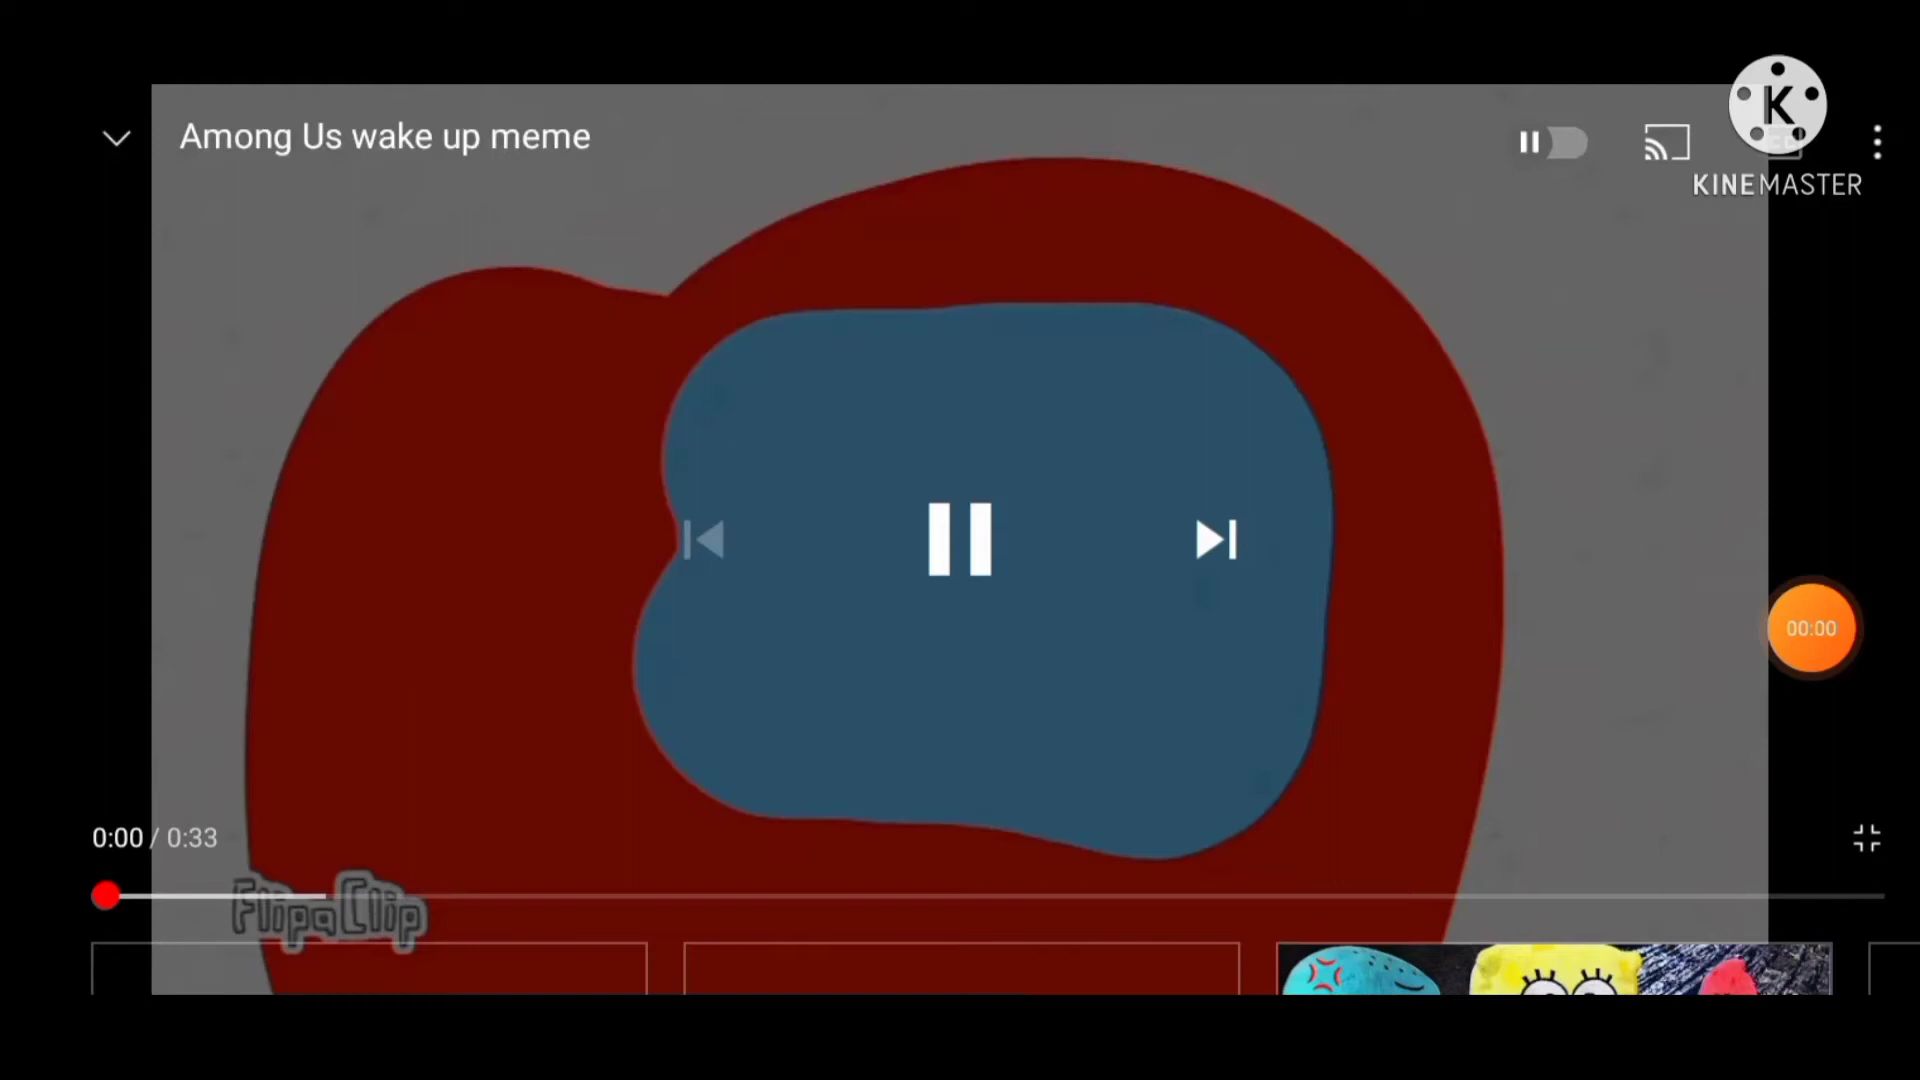 Among Us wake up meme
K
KINEMASTER
00:00
0:00 / 0:33
FlipaClip